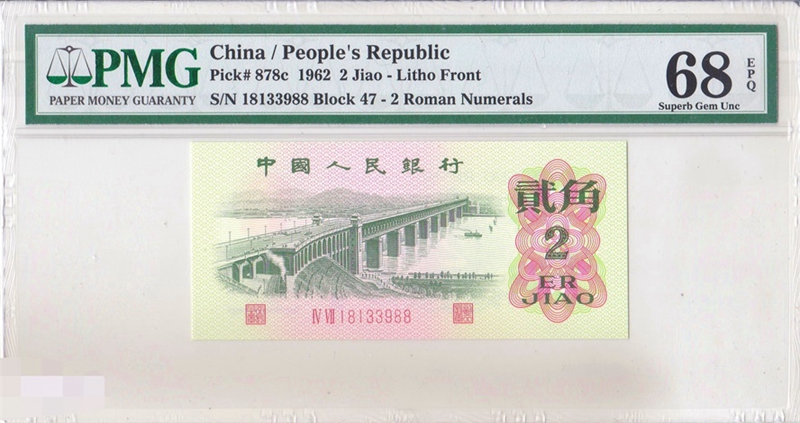 PMG
PAPER MONEY GUARANTY
China / People's Republic
Pick# 878c 1962 2 Jiao - Litho Front
S/N 18133988 Block 47 - 2 Roman Numerals
68 EPQ
Superb Gem Unc
中國人民銀行
貳角
2
ER
JIAO
IV VII 18133988